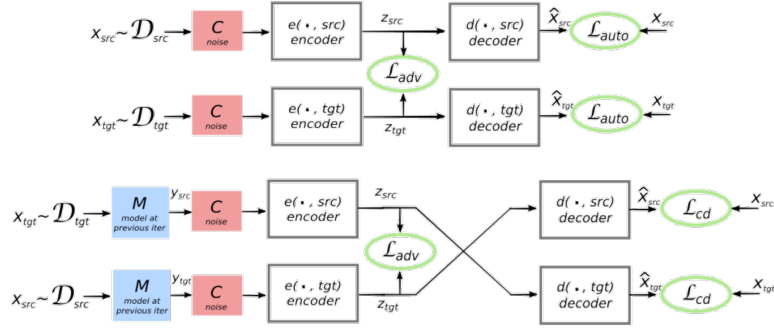 x_src ~ D_src
C
noise
e(·, src)
encoder
z_src
d(·, src)
decoder
x̂_src
L_auto
x_src
L_adv
x_tgt ~ D_tgt
C
noise
e(·, tgt)
encoder
z_tgt
d(·, tgt)
decoder
x̂_tgt
L_auto
x_tgt
x_tgt ~ D_tgt
M
model at
previous iter
y_src
C
noise
e(·, src)
encoder
z_src
d(·, src)
decoder
x̂_src
L_cd
x_src
L_adv
x_src ~ D_src
M
model at
previous iter
y_tgt
C
noise
e(·, tgt)
encoder
z_tgt
d(·, tgt)
decoder
x̂_tgt
L_cd
x_tgt